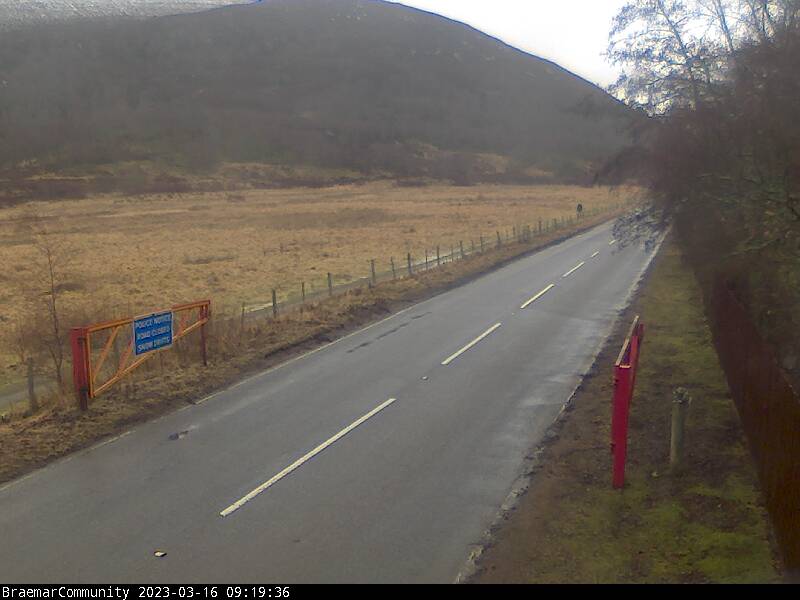 POLICE NOTICE
ROAD CLOSED
SNOW DRIFTS
BraemarCommunity 2023-03-16 09:19:36